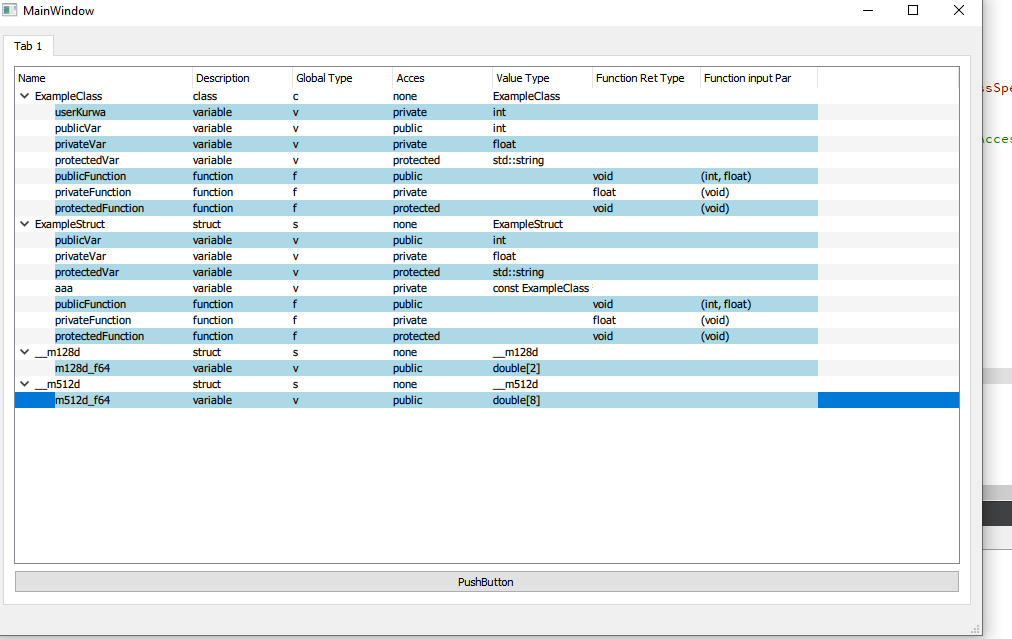 MainWindow
Tab 1
Name Description Global Type Acces Value Type Function Ret Type Function input Par
ExampleClass class c none ExampleClass
userKurwa variable v private int
publicVar variable v public int
privateVar variable v private float
protectedVar variable v protected std::string
publicFunction function f public void (int, float)
privateFunction function f private float (void)
protectedFunction function f protected void (void)
ExampleStruct struct s none ExampleStruct
publicVar variable v public int
privateVar variable v private float
protectedVar variable v protected std::string
aaa variable v private const ExampleClass
publicFunction function f public void (int, float)
privateFunction function f private float (void)
protectedFunction function f protected void (void)
__m128d struct s none __m128d
m128d_f64 variable v public double[2]
__m512d struct s none __m512d
m512d_f64 variable v public double[8]
PushButton
ssSpe
Acces